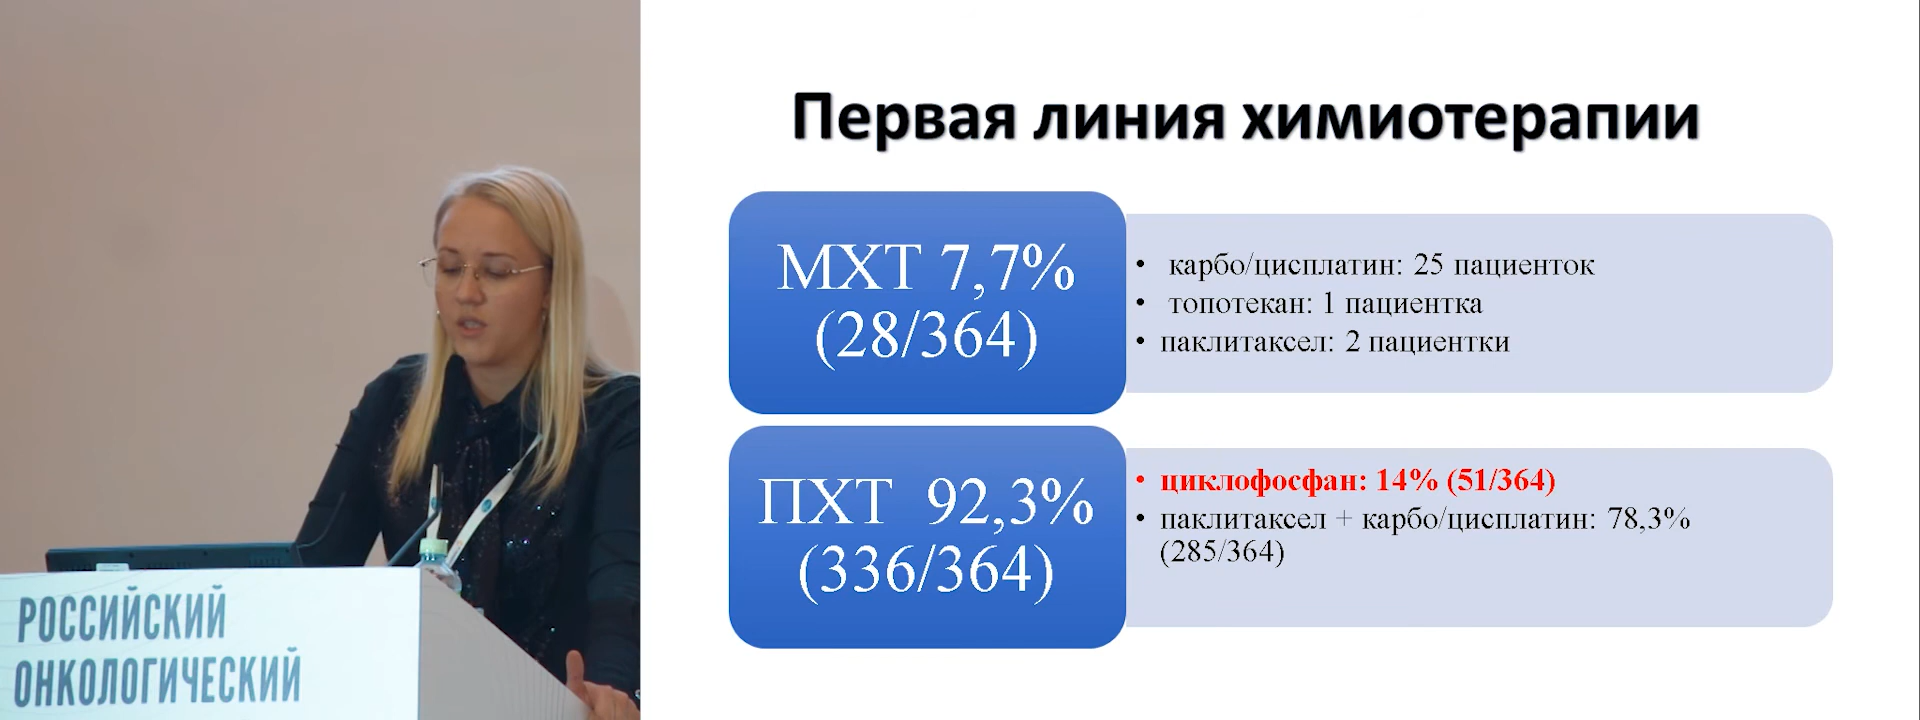 Первая линия химиотерапии
МХТ 7,7%
(28/364)
• карбо/цисплатин: 25 пациенток
• топотекан: 1 пациентка
• паклитаксел: 2 пациентки
ПХТ 92,3%
(336/364)
• циклофосфан: 14% (51/364)
• паклитаксел + карбо/цисплатин: 78,3%
(285/364)
РОССИЙСКИЙ
ОНКОЛОГИЧЕСКИЙ